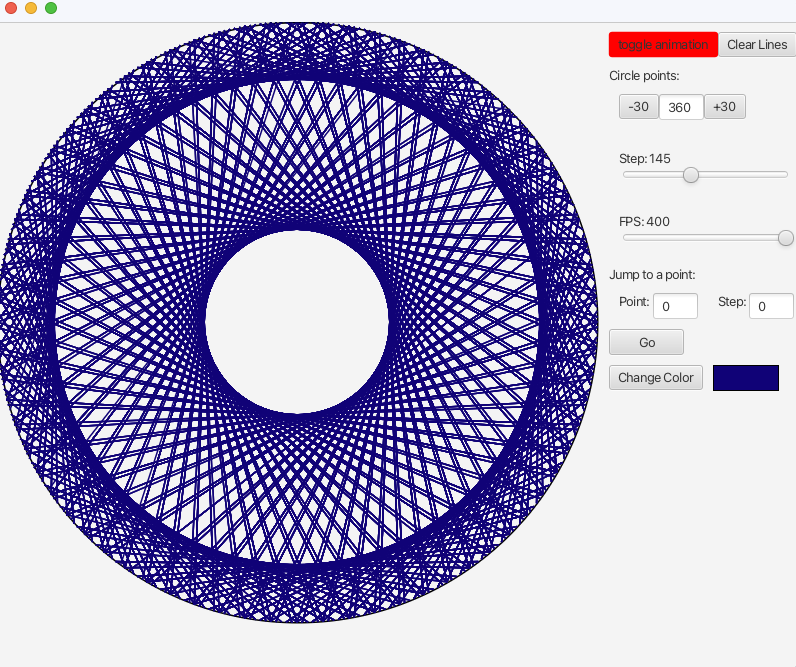 toggle animation Clear Lines
Circle points:
-30 360 +30
Step: 145
FPS: 400
Jump to a point:
Point: 0 Step: 0
Go
Change Color